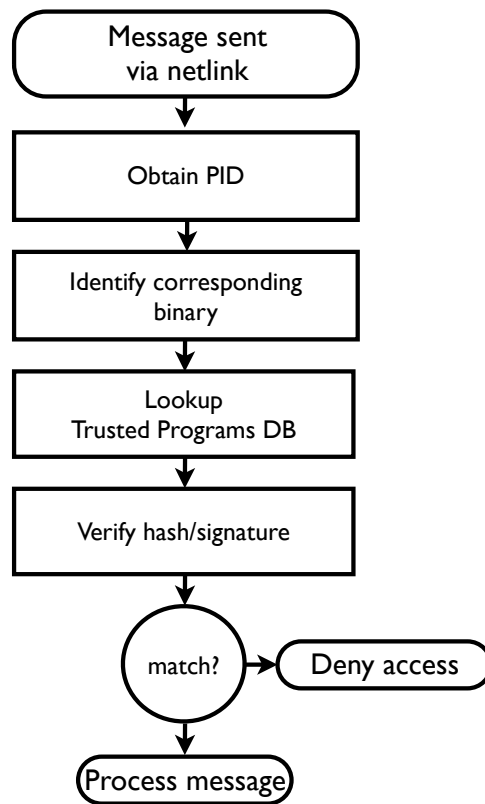 Message sent
via netlink
Obtain PID
Identify corresponding
binary
Lookup
Trusted Programs DB
Verify hash/signature
match?
Deny access
Process message